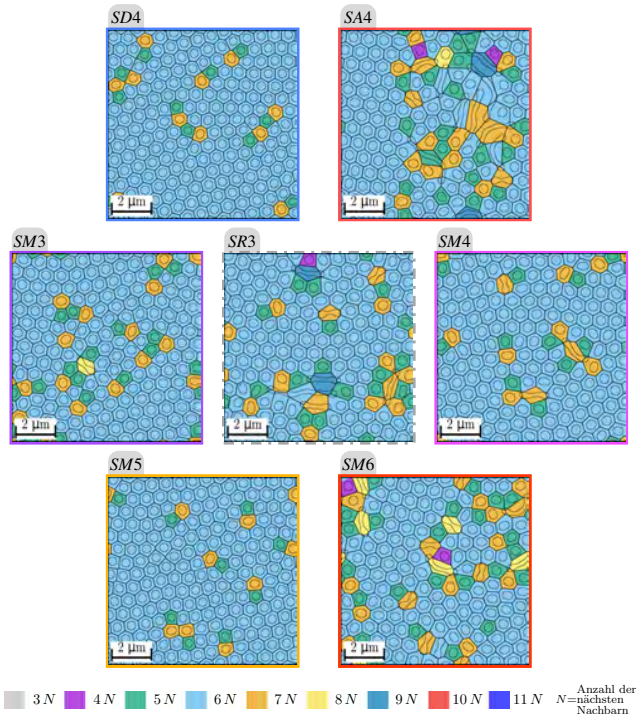 SD4
SA4
2 µm
2 µm
SM3
SR3
SM4
2 µm
2 µm
2 µm
SM5
SM6
2 µm
2 µm
3 N 4 N 5 N 6 N 7 N 8 N 9 N 10 N 11 N N= Anzahl der
nächsten
Nachbarn